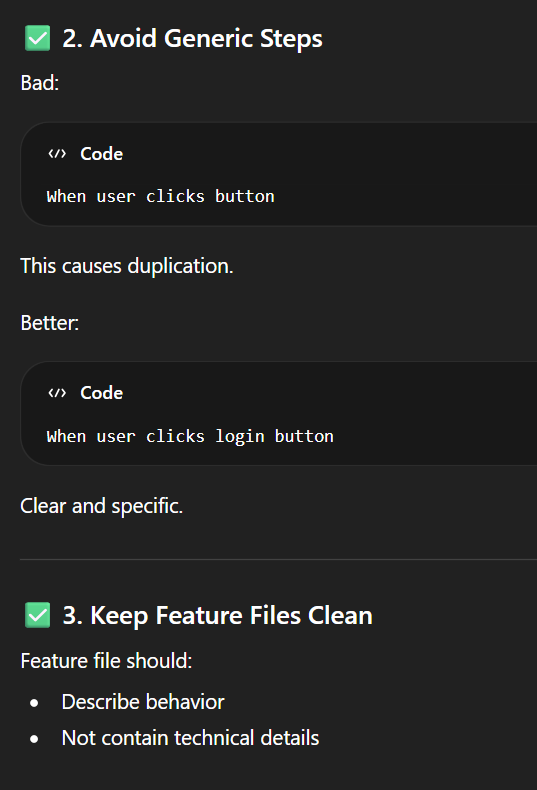 ✅ 2. Avoid Generic Steps
Bad:
</> Code
When user clicks button
This causes duplication.
Better:
</> Code
When user clicks login button
Clear and specific.
✅ 3. Keep Feature Files Clean
Feature file should:
• Describe behavior
• Not contain technical details